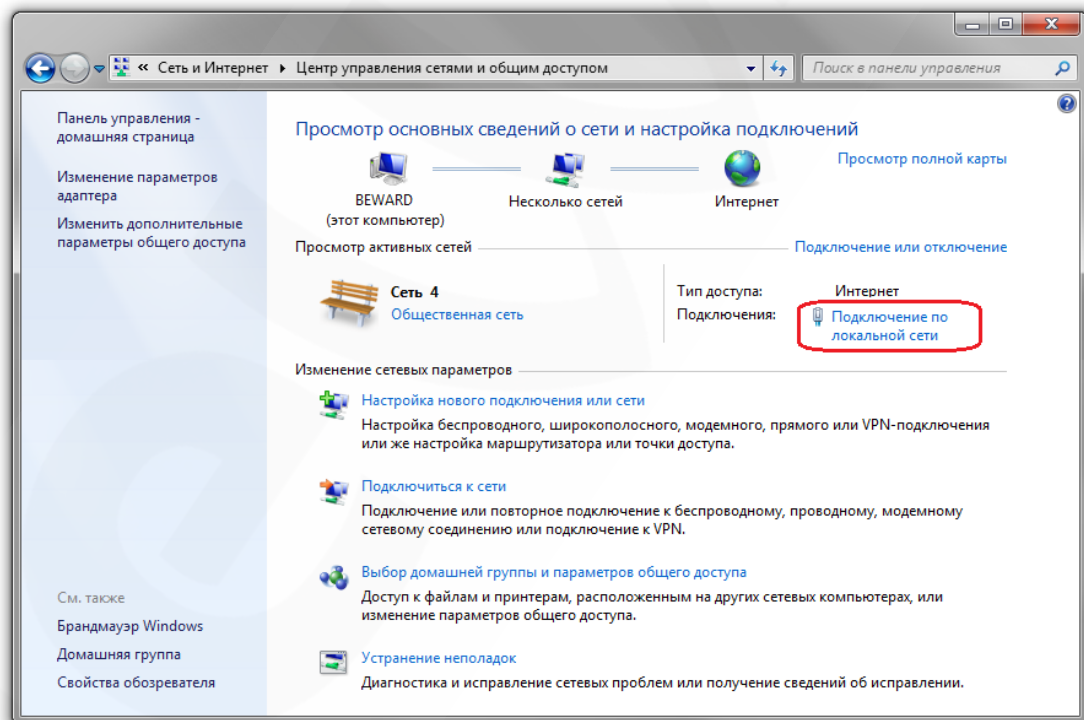 « Сеть и Интернет ▸ Центр управления сетями и общим доступом
Поиск в панели управления
Панель управления -
домашняя страница
Изменение параметров
адаптера
Изменить дополнительные
параметры общего доступа
См. также
Брандмауэр Windows
Домашняя группа
Свойства обозревателя
Просмотр основных сведений о сети и настройка подключений
Просмотр полной карты
BEWARD
(этот компьютер)
Несколько сетей
Интернет
Просмотр активных сетей
Подключение или отключение
Сеть 4
Общественная сеть
Тип доступа: Интернет
Подключения: Подключение по
локальной сети
Изменение сетевых параметров
Настройка нового подключения или сети
Настройка беспроводного, широкополосного, модемного, прямого или VPN-подключения
или же настройка маршрутизатора или точки доступа.
Подключиться к сети
Подключение или повторное подключение к беспроводному, проводному, модемному
сетевому соединению или подключение к VPN.
Выбор домашней группы и параметров общего доступа
Доступ к файлам и принтерам, расположенным на других сетевых компьютерах, или
изменение параметров общего доступа.
Устранение неполадок
Диагностика и исправление сетевых проблем или получение сведений об исправлении.